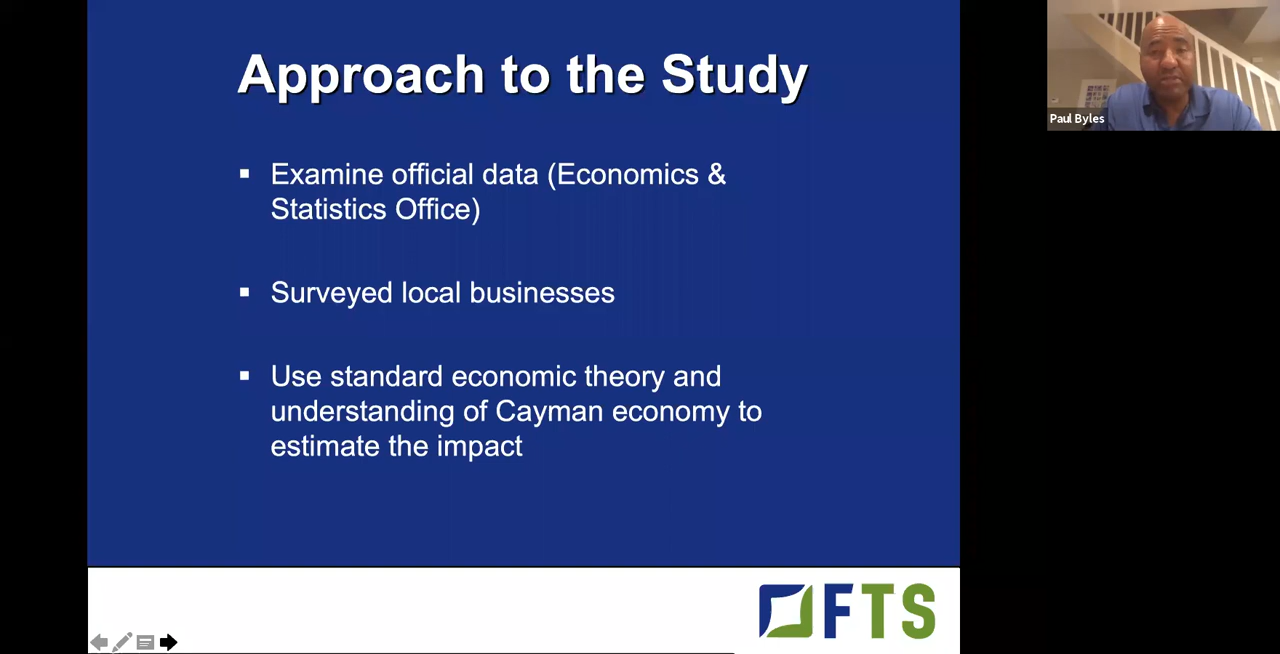 Approach to the Study
▪ Examine official data (Economics &
Statistics Office)
▪ Surveyed local businesses
▪ Use standard economic theory and
understanding of Cayman economy to
estimate the impact
FTS
Paul Byles